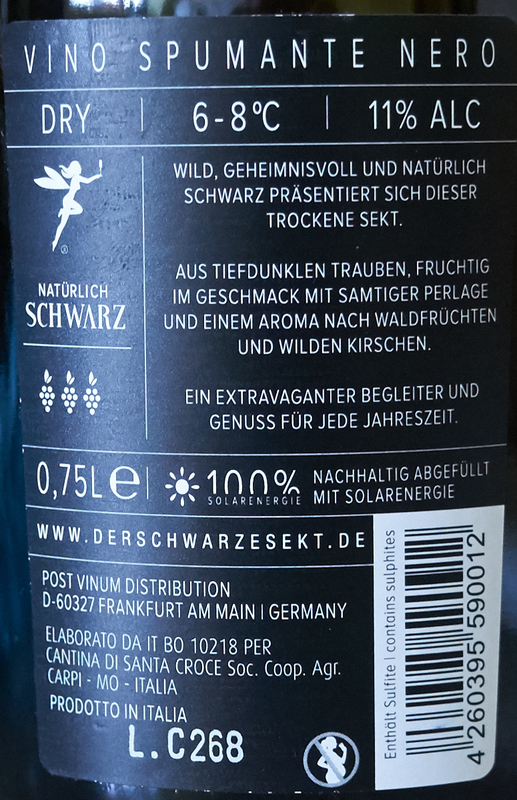 VINO SPUMANTE NERO
DRY | 6-8°C | 11% ALC
WILD, GEHEIMNISVOLL UND NATÜRLICH
SCHWARZ PRÄSENTIERT SICH DIESER
TROCKENE SEKT.
®
NATÜRLICH
SCHWARZ
AUS TIEFDUNKLEN TRAUBEN, FRUCHTIG
IM GESCHMACK MIT SAMTIGER PERLAGE
UND EINEM AROMA NACH WALDFRÜCHTEN
UND WILDEN KIRSCHEN.
EIN EXTRAVAGANTER BEGLEITER UND
GENUSS FÜR JEDE JAHRESZEIT.
0,75L e
100%
SOLARENERGIE
NACHHALTIG ABGEFÜLLT
MIT SOLARENERGIE
WWW.DERSCHWARZESEKT.DE
POST VINUM DISTRIBUTION
D-60327 FRANKFURT AM MAIN | GERMANY
ELABORATO DA IT BO 10218 PER
CANTINA DI SANTA CROCE Soc. Coop. Agr.
CARPI - MO - ITALIA
PRODOTTO IN ITALIA
L.C268
Enthält Sulfite | contains sulphites
4 260395 590012